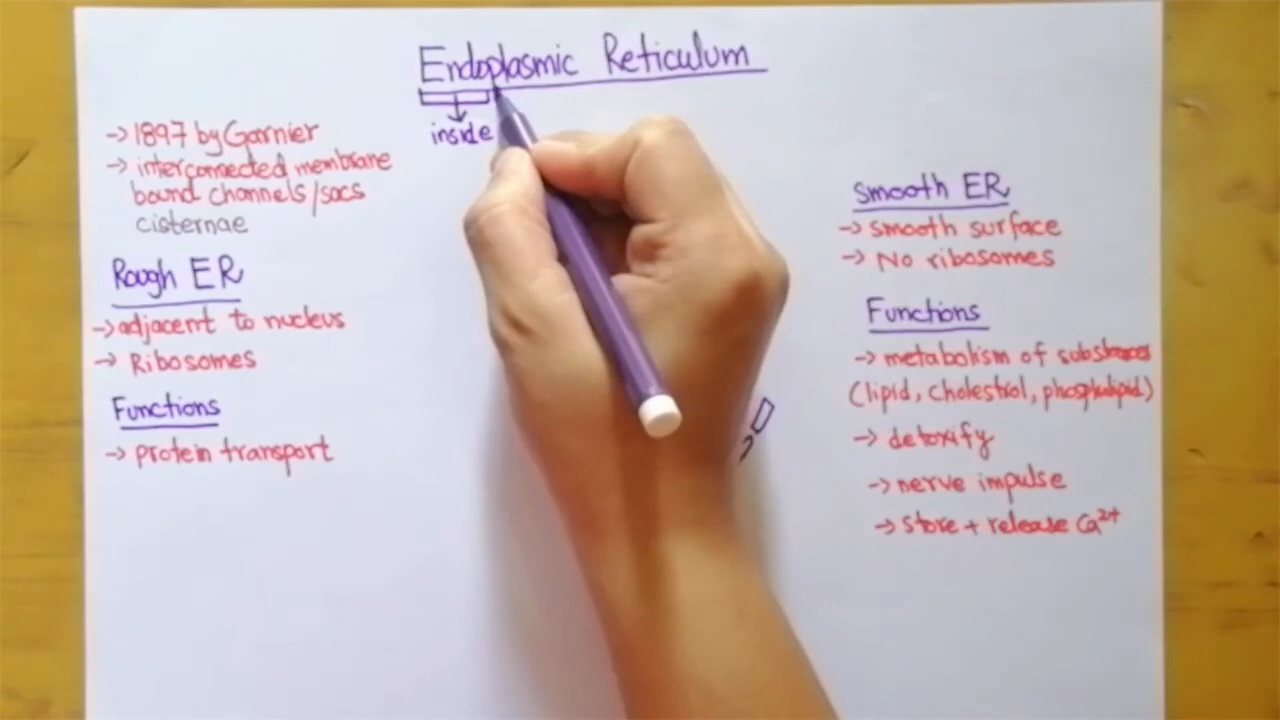 Endoplasmic Reticulum
inside
-> 1897 by Garnier
-> interconnected membrane
bound channels/sacs
cisternae
Rough ER
-> adjacent to nucleus
-> Ribosomes
Functions
-> protein transport
Smooth ER
-> smooth surface
-> No ribosomes
Functions
-> metabolism of substances
(lipid, cholestrol, phospholipid)
-> detoxify
-> nerve impulse
-> store + release Ca²⁺